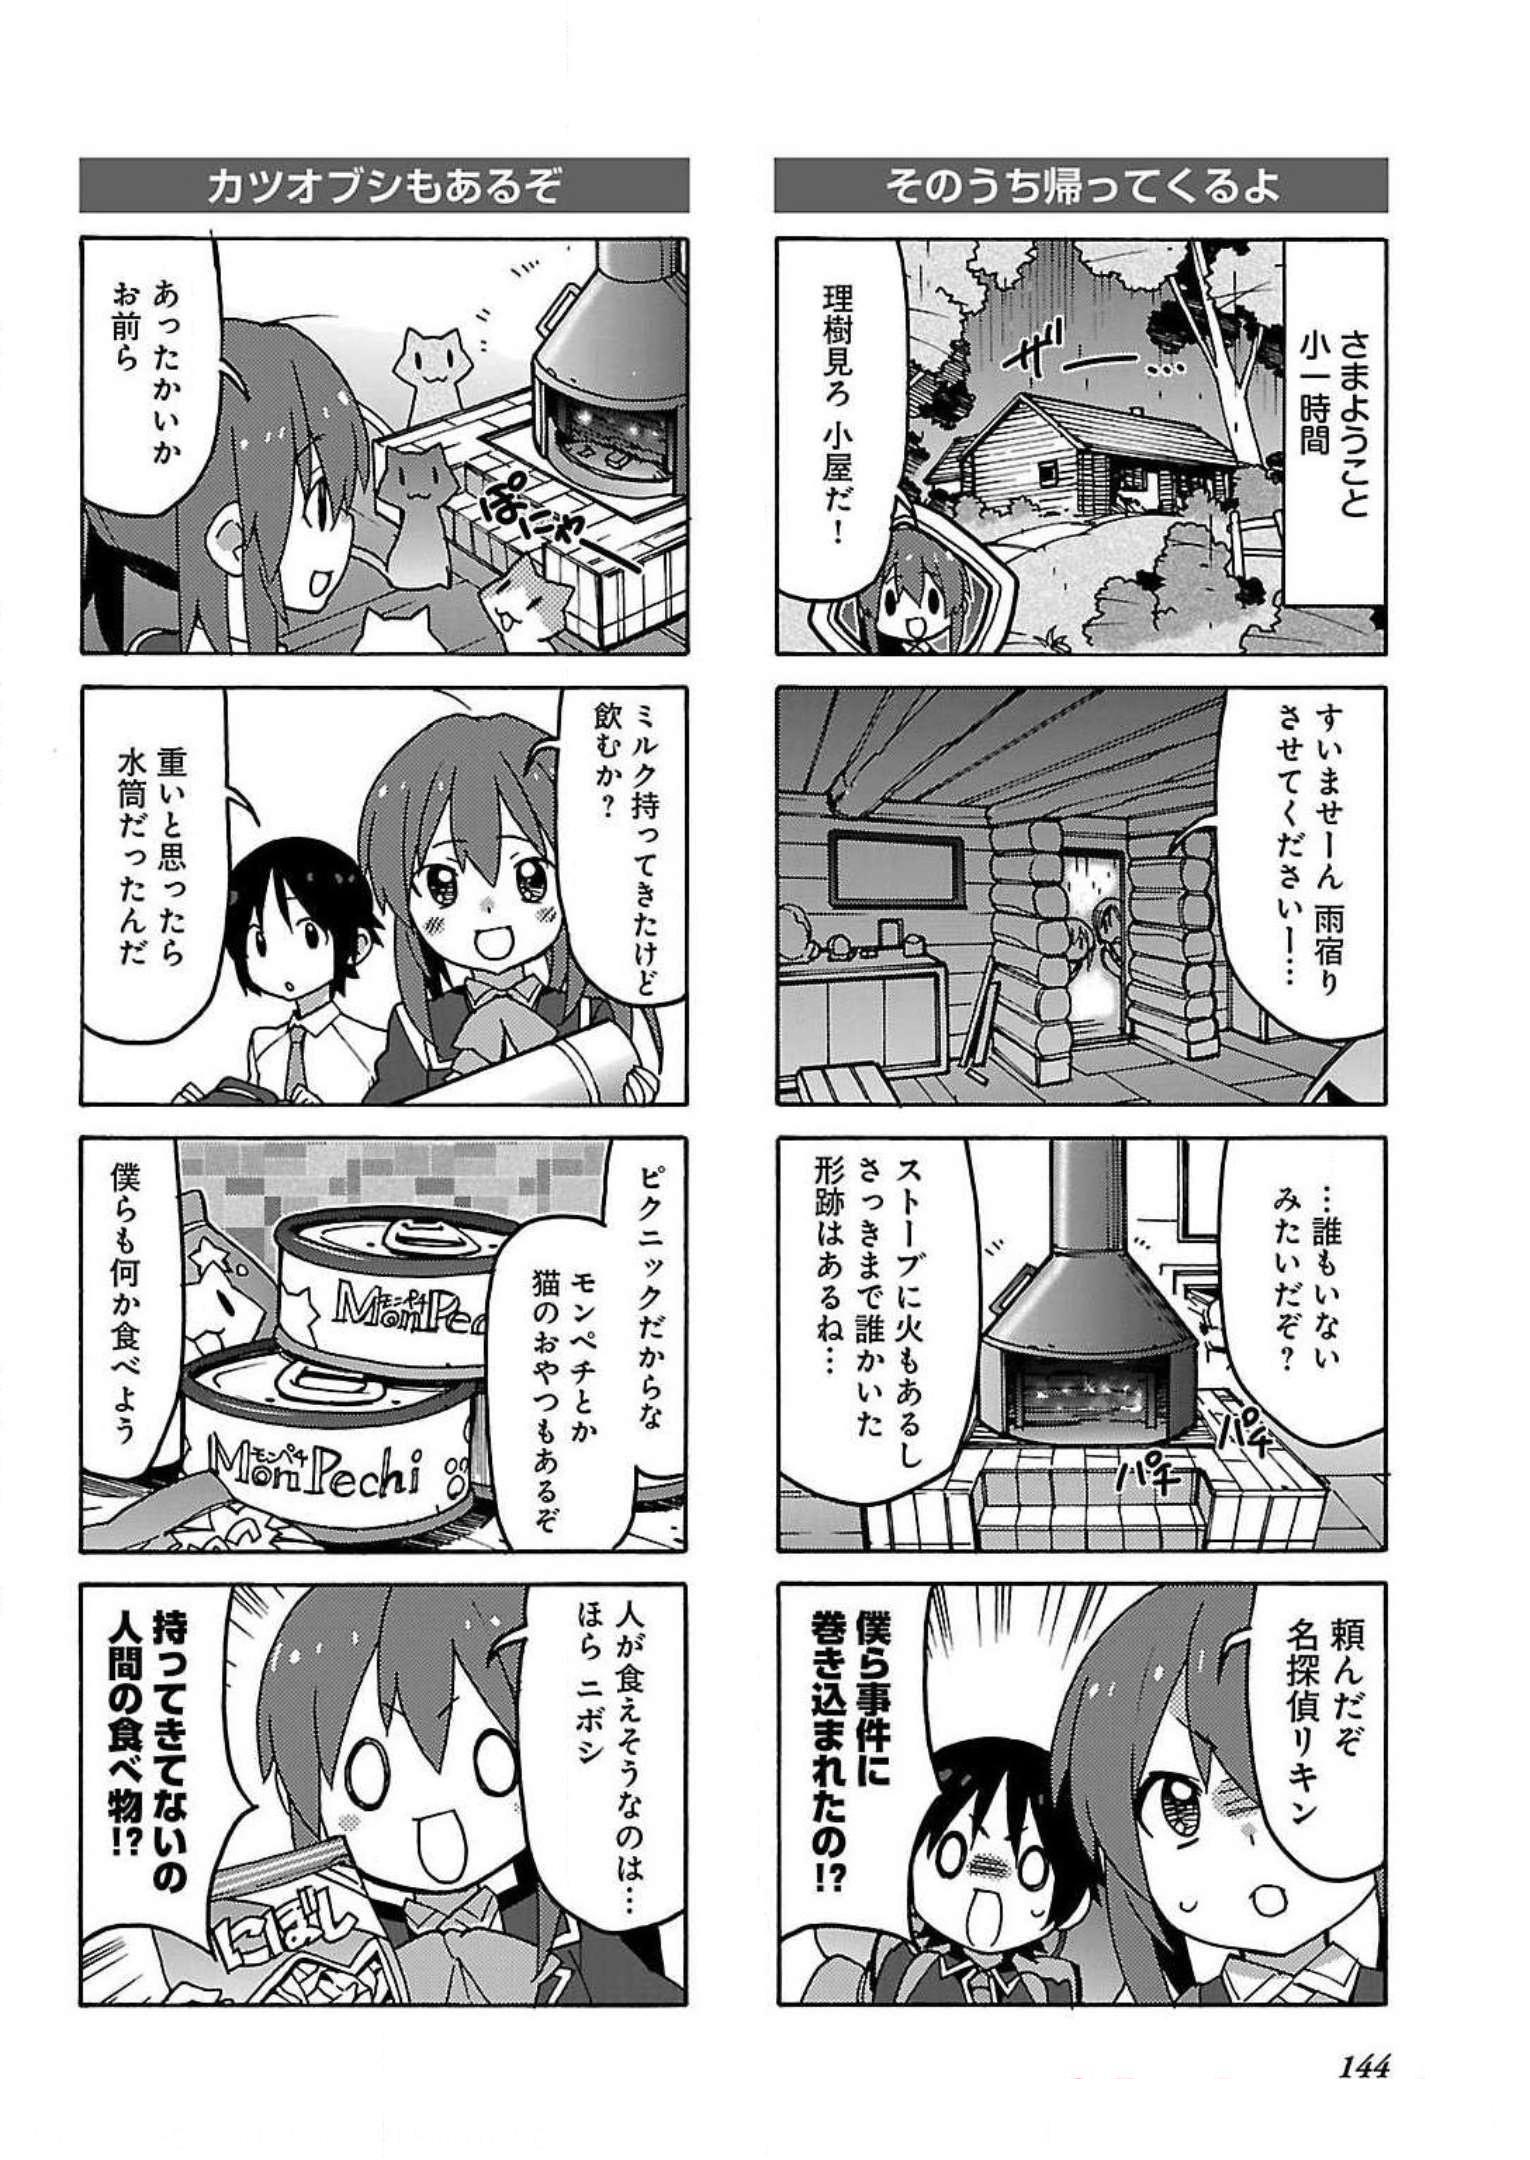 そのうち帰ってくるよ
さまようこと
小一時間
ザー…
理樹見ろ 小屋だ！
すいませーん 雨宿り
させてくださいー…
…誰もいない
みたいだぞ？
ストーブに火もあるし
さっきまで誰かいた
形跡はあるね…
パチ
パチ
頼んだぞ
名探偵リキン
僕ら事件に
巻き込まれたの！？
カツオブシもあるぞ
あったかいか
お前ら
ぽにゃー
ミルク持ってきたけど
飲むか？
重いと思ったら
水筒だったんだ
ピクニックだからな
モンペチとか
猫のおやつもあるぞ
モンペチ
MonPec
モンペチ
MonPechi
僕らも何か食べよう
人が食えそうなのは…
ほら ニボシ
にぼし
持ってきてないの
人間の食べ物！？
144